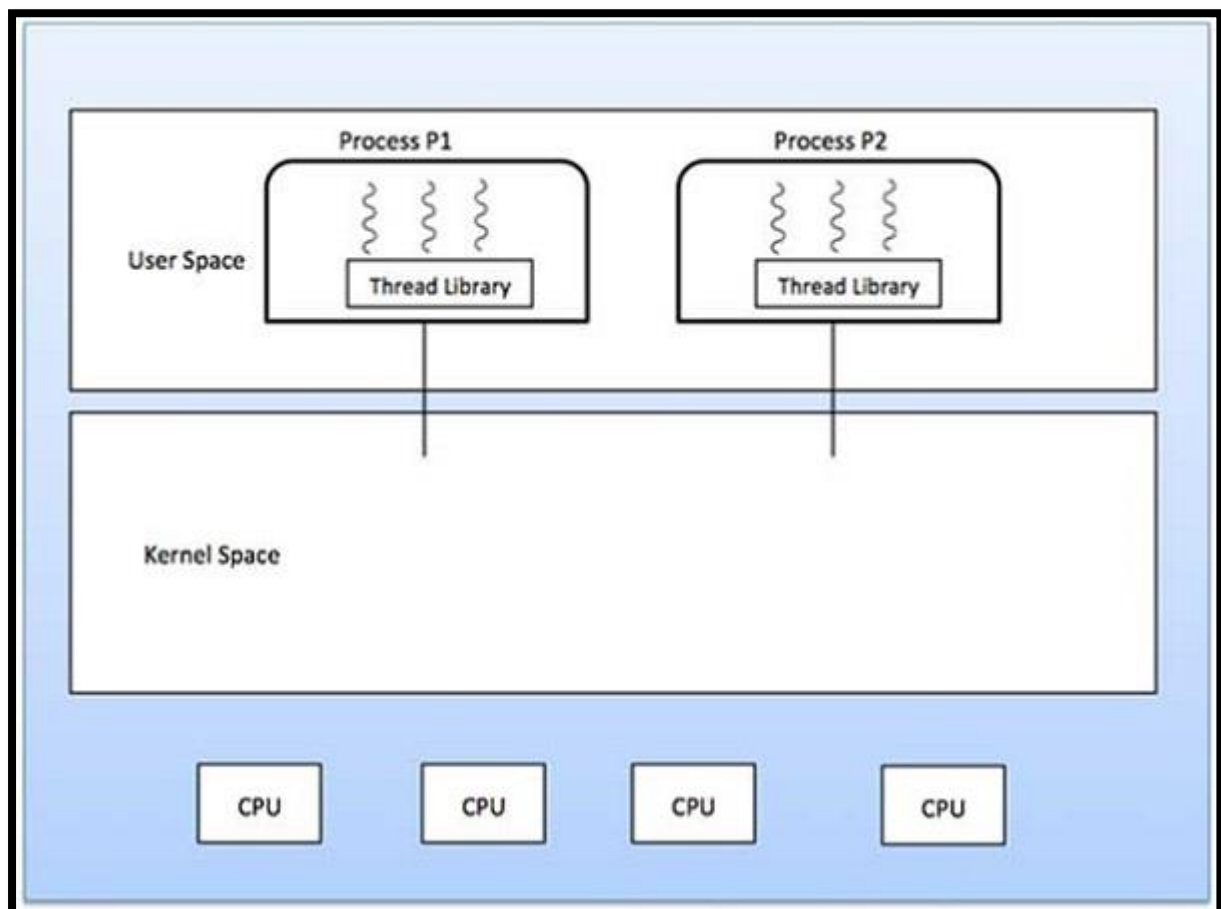 Process P1
Process P2
User Space
Thread Library
Thread Library
Kernel Space
CPU
CPU
CPU
CPU